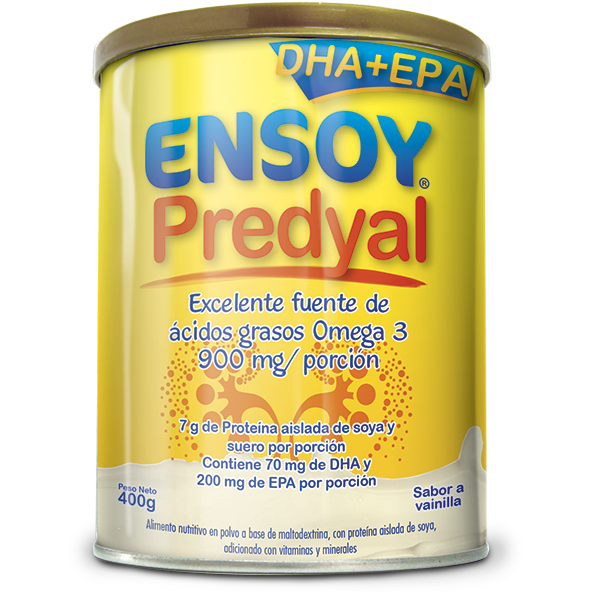 DHA+EPA
ENSOY®
Predyal
Excelente fuente de
ácidos grasos Omega 3
900 mg/porción
7 g de Proteína aislada de soya y
suero por porción
Contiene 70 mg de DHA y
200 mg de EPA por porción
Peso Neto
400g
Sabor a
vainilla
Alimento nutritivo en polvo a base de maltodextrina, con proteína aislada de soya,
adicionado con vitaminas y minerales